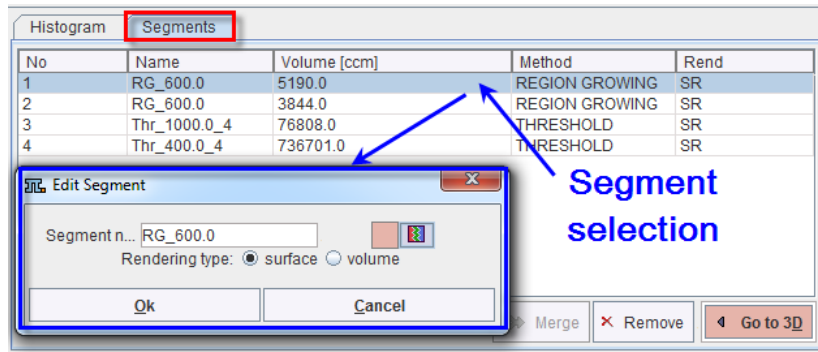 Histogram Segments
No Name Volume [ccm] Method Rend
1 RG_600.0 5190.0 REGION GROWING SR
2 RG_600.0 3844.0 REGION GROWING SR
3 Thr_1000.0_4 76808.0 THRESHOLD SR
4 Thr_400.0_4 736701.0 THRESHOLD SR
Edit Segment
Segment n... RG_600.0
Rendering type: surface volume
Ok Cancel
Segment
selection
Merge Remove Go to 3D